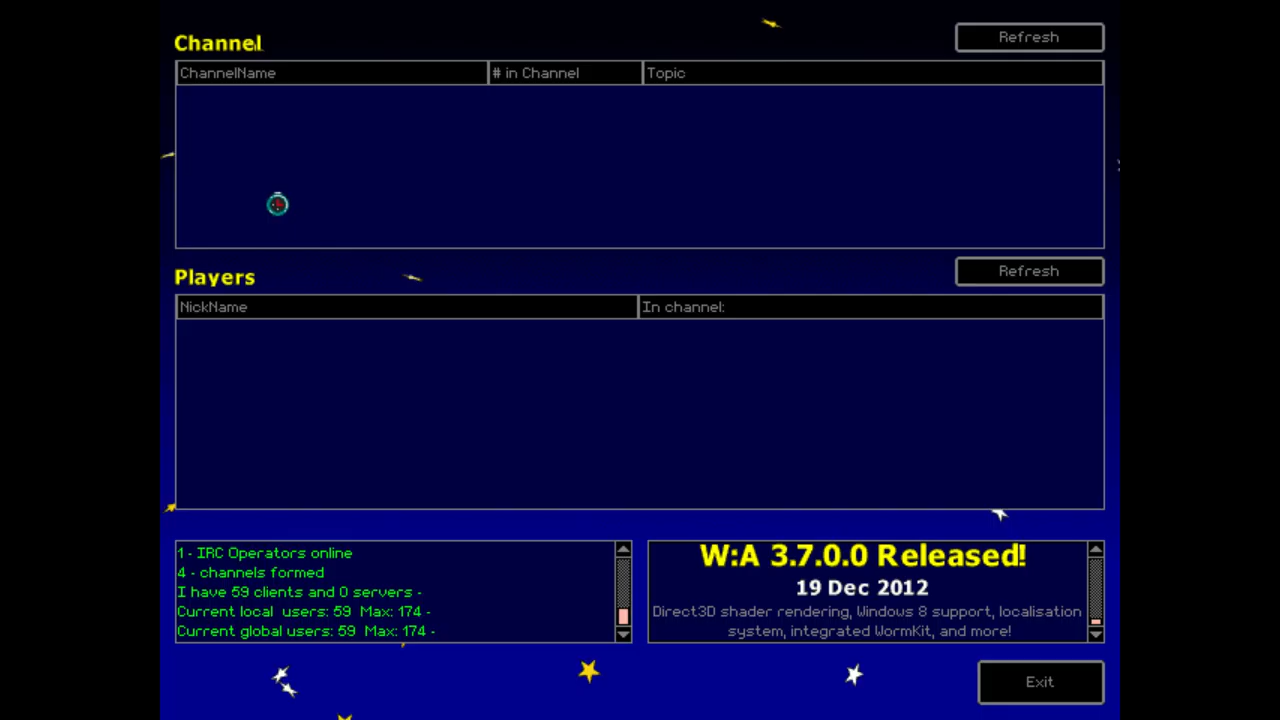 Channel
Refresh
ChannelName
# in Channel
Topic
Players
Refresh
NickName
In channel:
1 - IRC Operators online
4 - channels formed
I have 59 clients and 0 servers -
Current local  users: 59  Max: 174 -
Current global users: 59  Max: 174 -
W:A 3.7.0.0 Released!
19 Dec 2012
Direct3D shader rendering, Windows 8 support, localisation
system, integrated WormKit, and more!
Exit